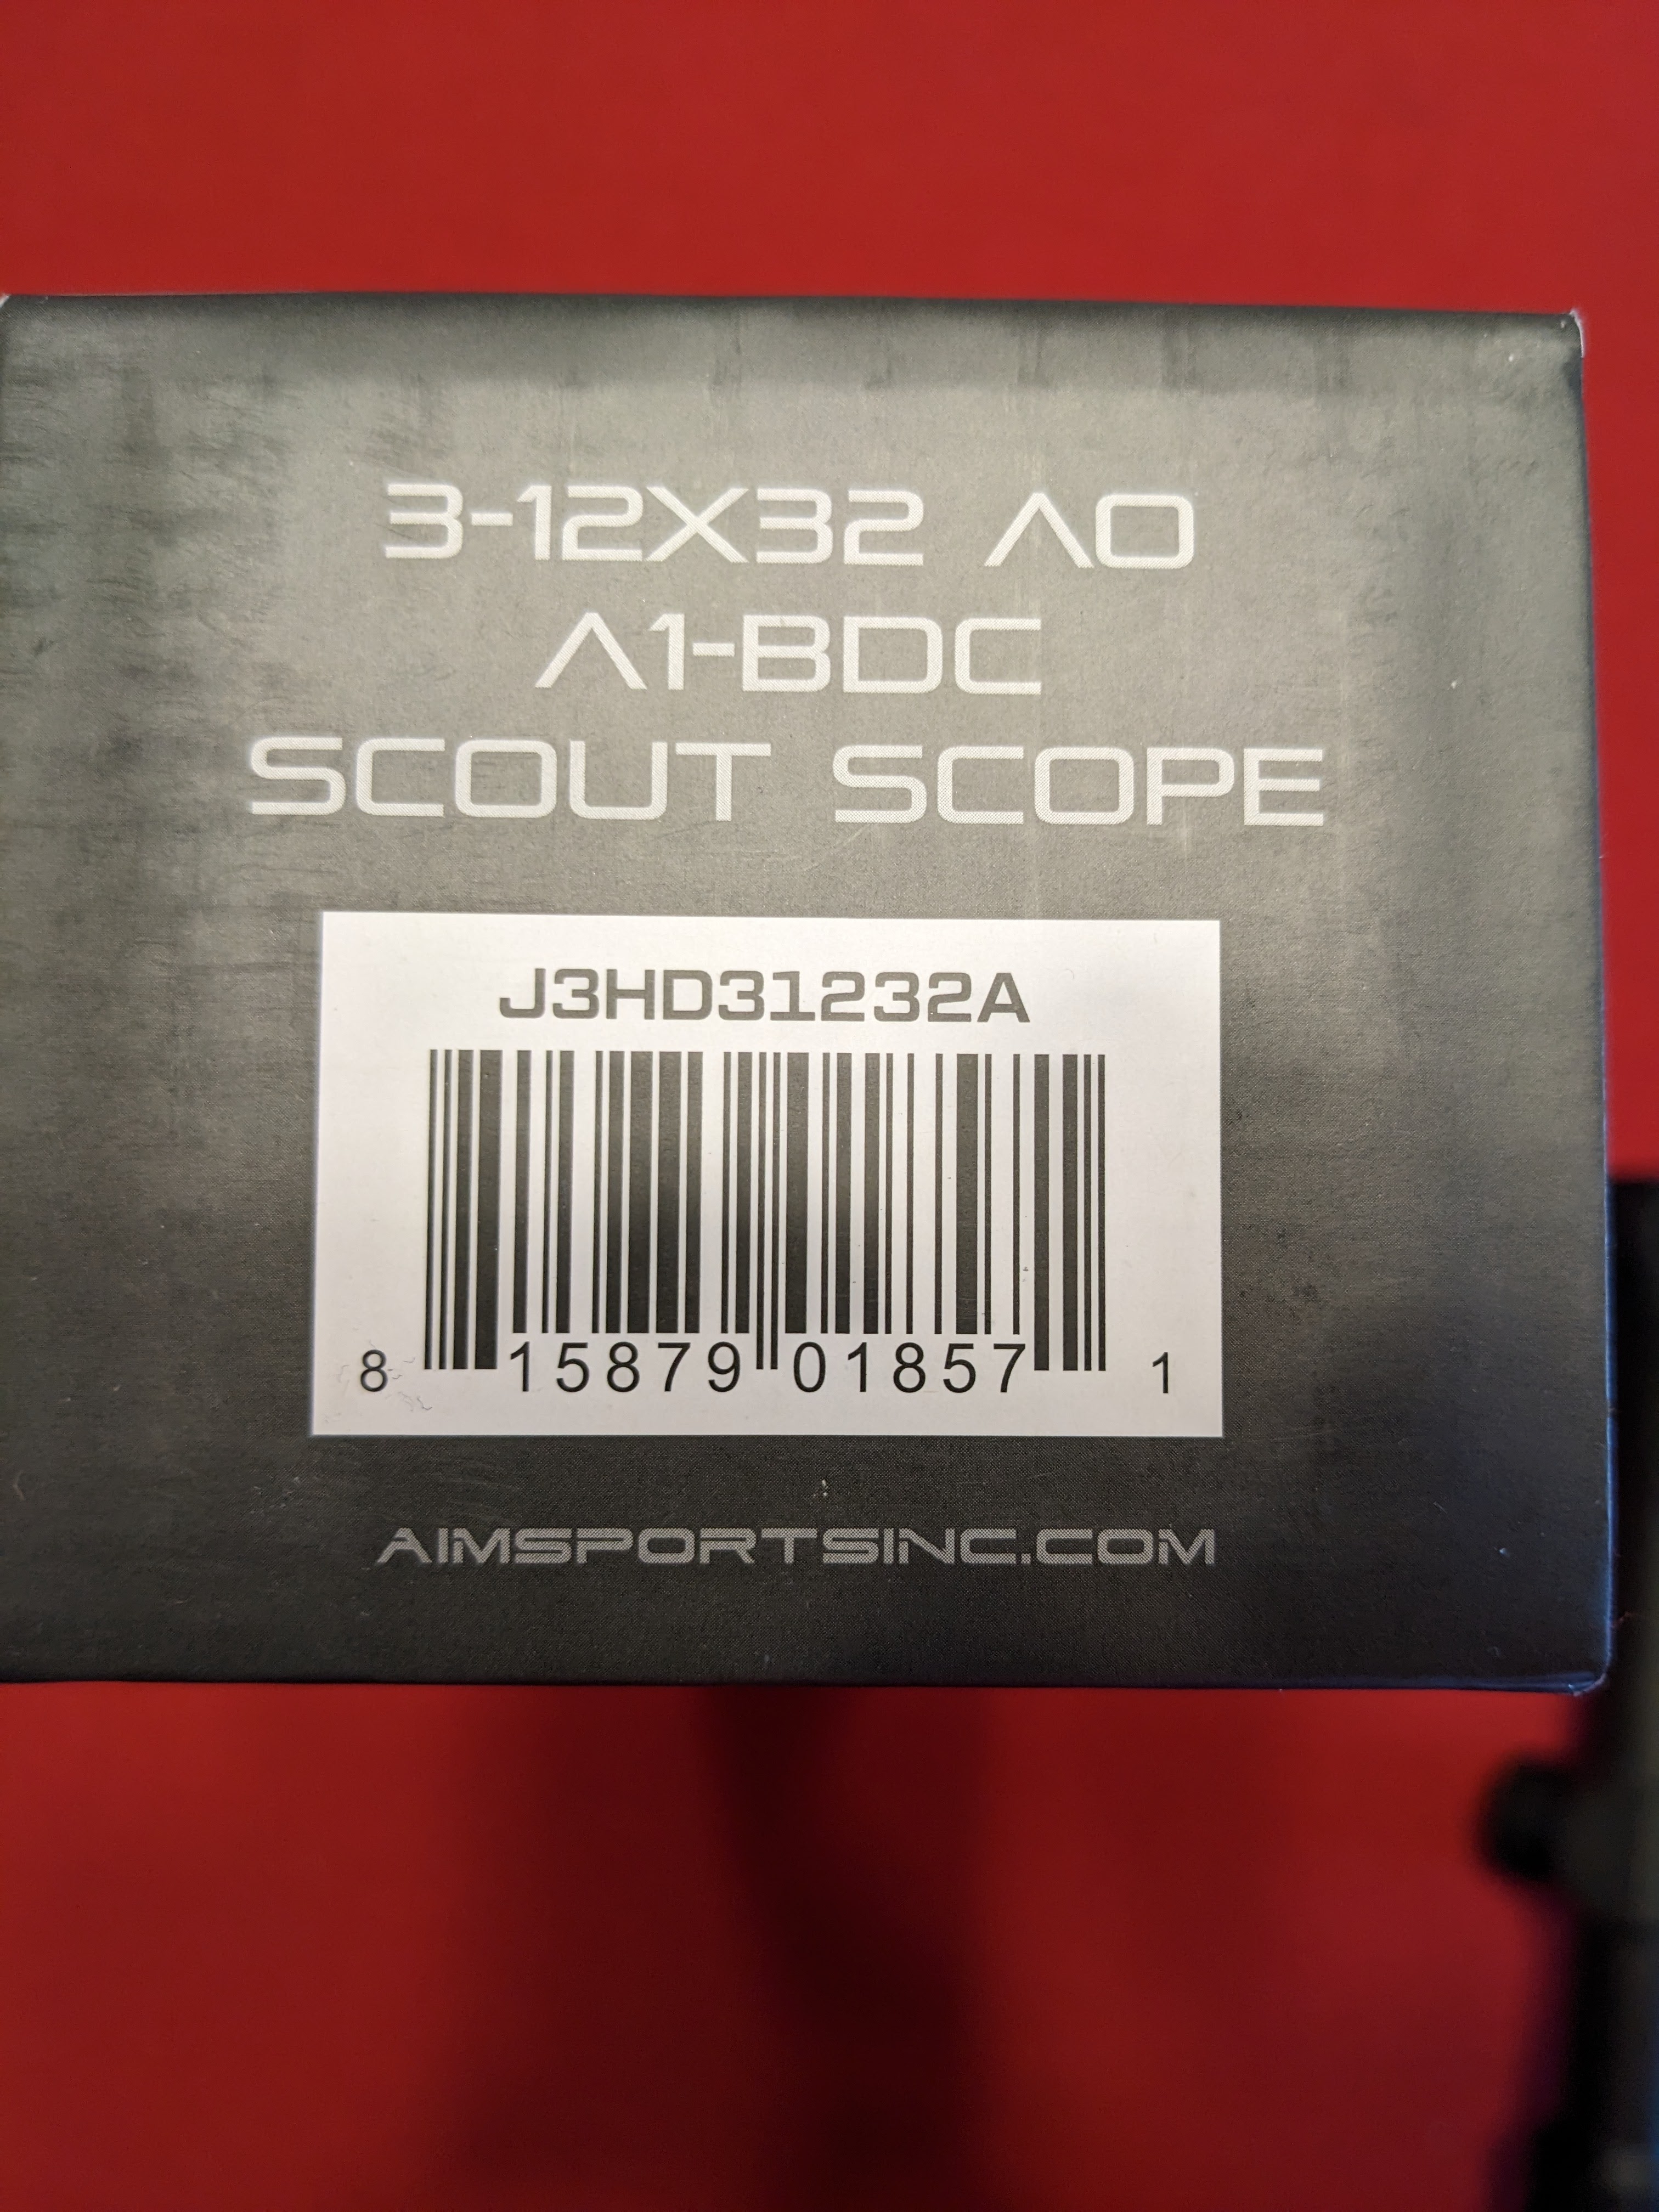 3-12X32 AO
A1-BDC
SCOUT SCOPE
J3HD31232A
8 15879 01857 1
AIMSPORTSINC.COM